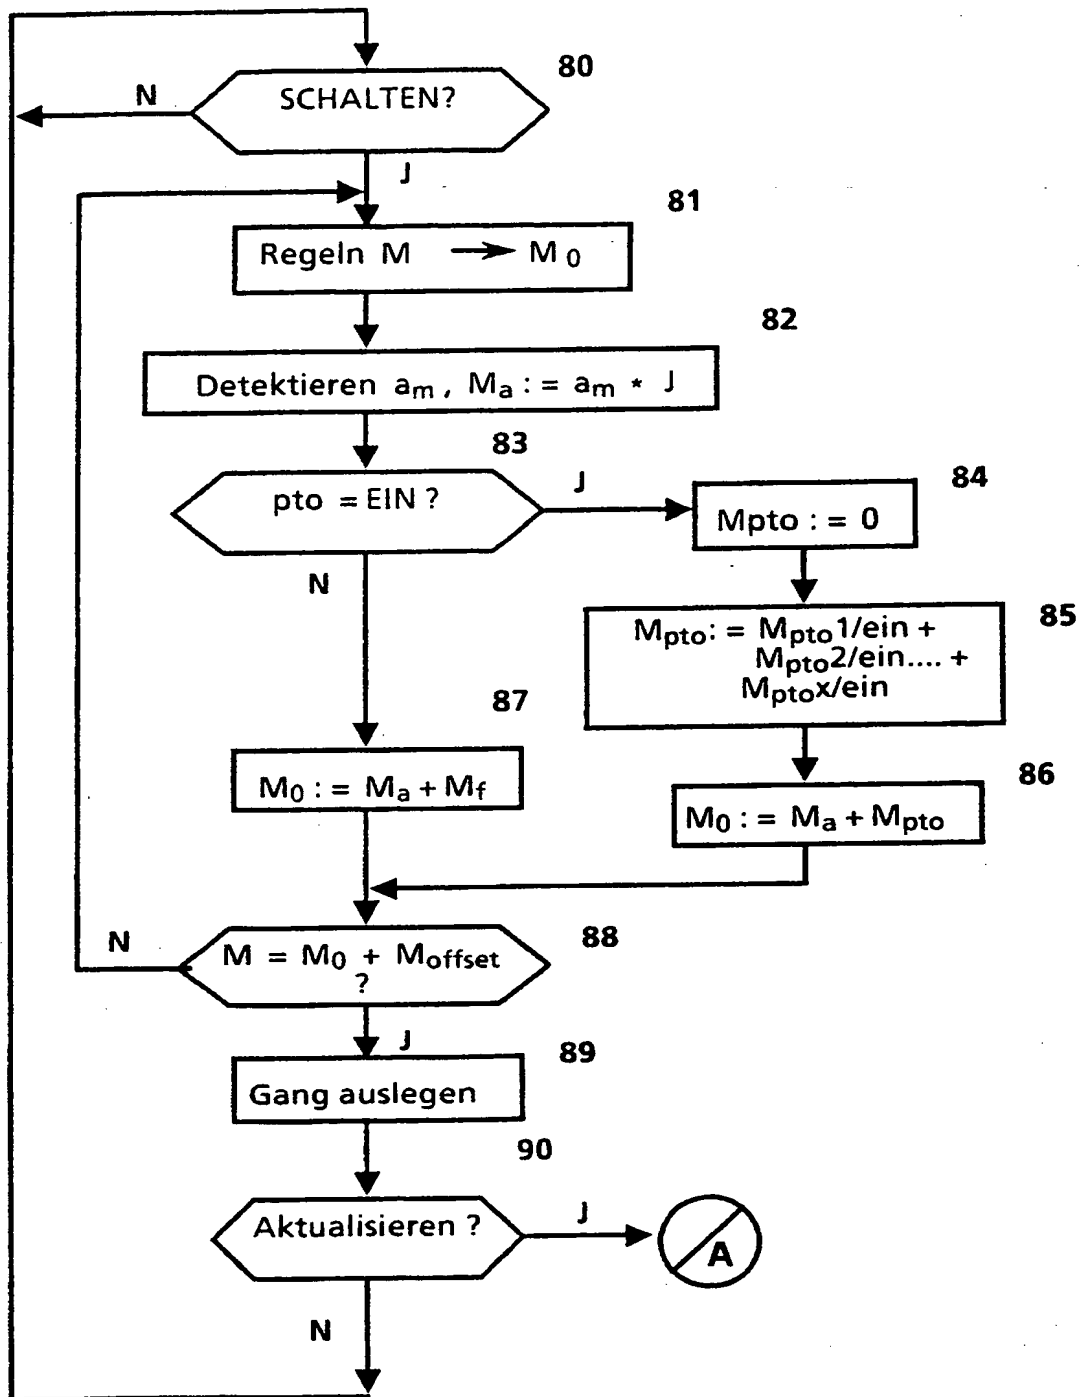 80
SCHALTEN?
N
J
81
Regeln M → M0
82
Detektieren am, Ma : = am * J
83
pto = EIN ?
J
84
Mpto : = 0
N
85
Mpto: = Mpto1/ein +
Mpto2/ein.... +
Mptox/ein
87
M0 : = Ma + Mf
86
M0 : = Ma + Mpto
88
N
M = M0 + Moffset
?
J
89
Gang auslegen
90
Aktualisieren ?
J
A
N